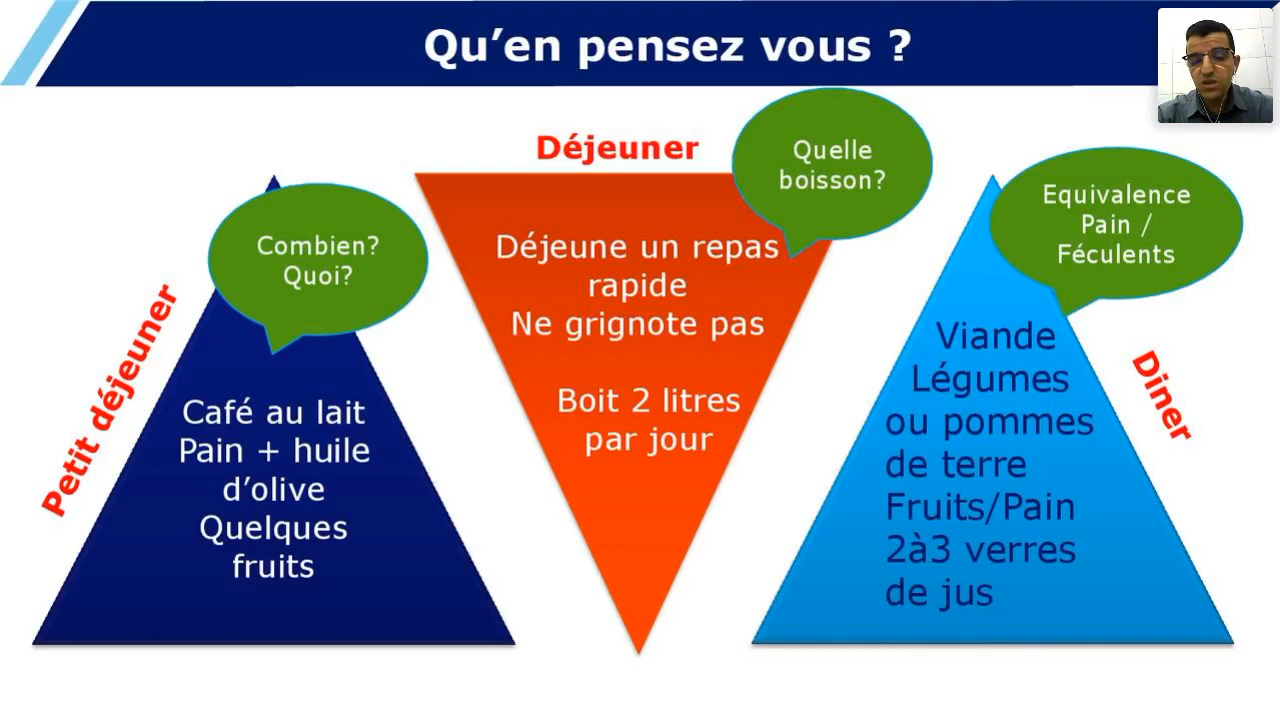 Qu’en pensez vous ?
Petit déjeuner
Combien?
Quoi?
Café au lait
Pain + huile
d’olive
Quelques
fruits
Déjeuner
Quelle
boisson?
Déjeune un repas
rapide
Ne grignote pas
Boit 2 litres
par jour
Diner
Equivalence
Pain /
Féculents
Viande
Légumes
ou pommes
de terre
Fruits/Pain
2à3 verres
de jus